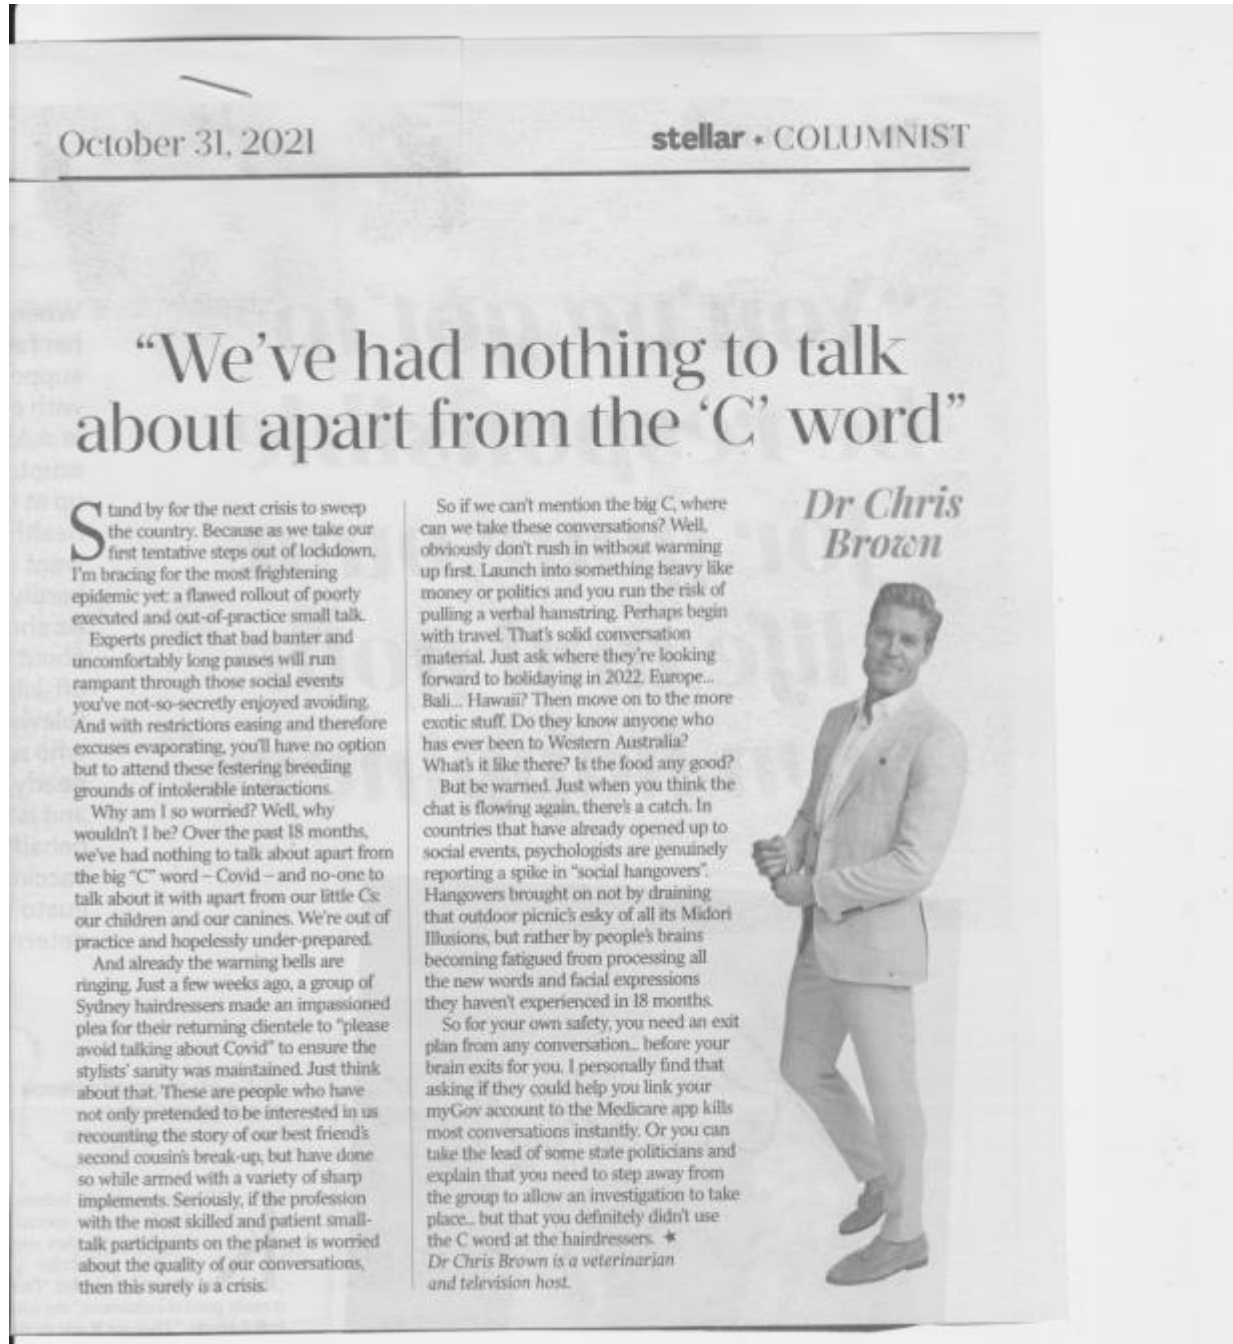 October 31, 2021
stellar ★ COLUMNIST
“We’ve had nothing to talk
about apart from the ‘C’ word”
Dr Chris
Brown
Stand by for the next crisis to sweep
the country. Because as we take our
first tentative steps out of lockdown,
I’m bracing for the most frightening
epidemic yet: a flawed rollout of poorly
executed and out-of-practice small talk.
Experts predict that bad banter and
uncomfortably long pauses will run
rampant through those social events
you’ve not-so-secretly enjoyed avoiding.
And with restrictions easing and therefore
excuses evaporating, you’ll have no option
but to attend these festering breeding
grounds of intolerable interactions.
Why am I so worried? Well, why
wouldn’t I be? Over the past 18 months,
we’ve had nothing to talk about apart from
the big “C” word – Covid – and no-one to
talk about it with apart from our little Cs:
our children and our canines. We’re out of
practice and hopelessly under-prepared.
And already the warning bells are
ringing. Just a few weeks ago, a group of
Sydney hairdressers made an impassioned
plea for their returning clientele to “please
avoid talking about Covid” to ensure the
stylists’ sanity was maintained. Just think
about that. These are people who have
not only pretended to be interested in us
recounting the story of our best friend’s
second cousin’s break-up, but have done
so while armed with a variety of sharp
implements. Seriously, if the profession
with the most skilled and patient small-
talk participants on the planet is worried
about the quality of our conversations,
then this surely is a crisis.
So if we can’t mention the big C, where
can we take these conversations? Well,
obviously don’t rush in without warming
up first. Launch into something heavy like
money or politics and you run the risk of
pulling a verbal hamstring. Perhaps begin
with travel. That’s solid conversation
material. Just ask where they’re looking
forward to holidaying in 2022. Europe...
Bali... Hawaii? Then move on to the more
exotic stuff. Do they know anyone who
has ever been to Western Australia?
What’s it like there? Is the food any good?
But be warned. Just when you think the
chat is flowing again, there’s a catch. In
countries that have already opened up to
social events, psychologists are genuinely
reporting a spike in “social hangovers”.
Hangovers brought on not by draining
that outdoor picnic’s esky of all its Midori
Illusions, but rather by people’s brains
becoming fatigued from processing all
the new words and facial expressions
they haven’t experienced in 18 months.
So for your own safety, you need an exit
plan from any conversation... before your
brain exits for you. I personally find that
asking if they could help you link your
myGov account to the Medicare app kills
most conversations instantly. Or you can
take the lead of some state politicians and
explain that you need to step away from
the group to allow an investigation to take
place... but that you definitely didn’t use
the C word at the hairdressers. ★
Dr Chris Brown is a veterinarian
and television host.